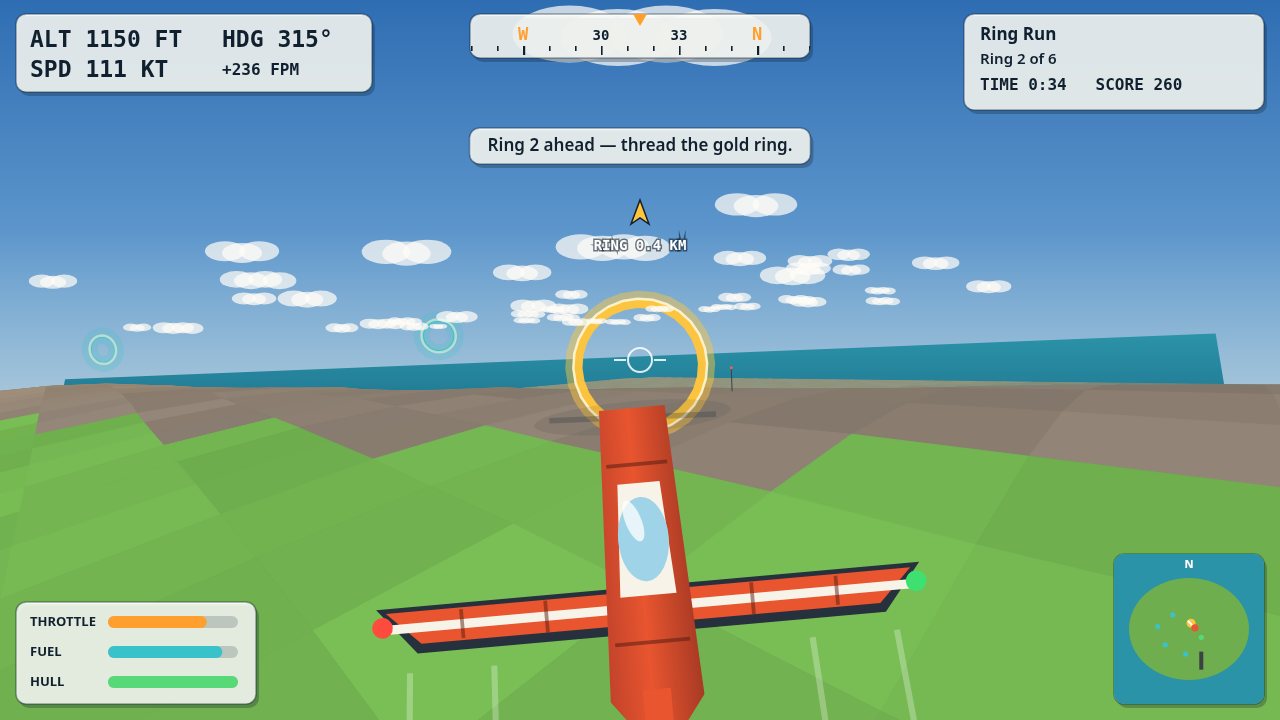 ALT 1150 FT HDG 315°
SPD 111 KT +236 FPM
W 30 33 N
Ring Run
Ring 2 of 6
TIME 0:34 SCORE 260
Ring 2 ahead — thread the gold ring.
RING 0.4 KM
THROTTLE
FUEL
HULL
N